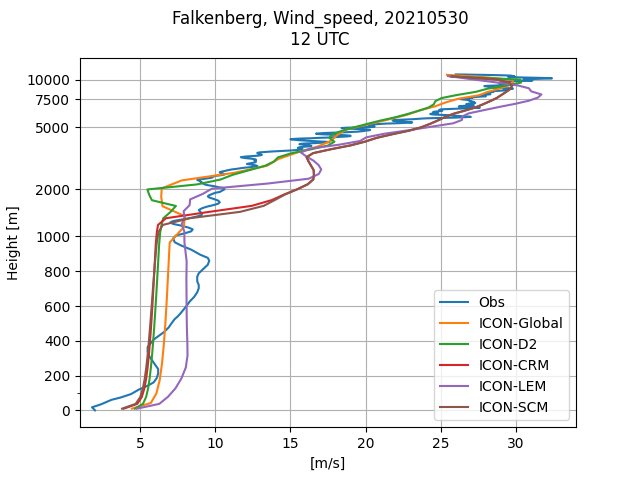 Falkenberg, Wind_speed, 20210530
12 UTC
10000
7500
5000
2000
1000
800
600
400
200
0
Height [m]
5 10 15 20 25 30
[m/s]
Obs
ICON-Global
ICON-D2
ICON-CRM
ICON-LEM
ICON-SCM